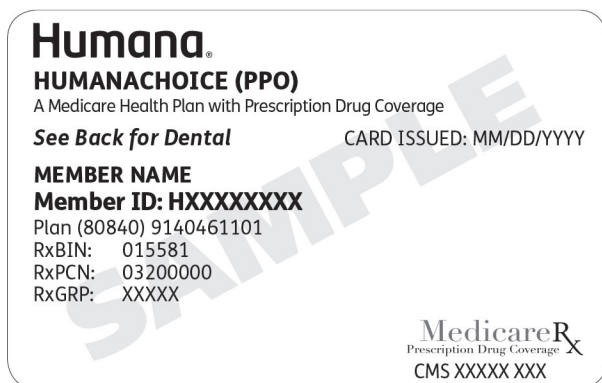 Humana®
HUMANACHOICE (PPO)
A Medicare Health Plan with Prescription Drug Coverage
See Back for Dental CARD ISSUED: MM/DD/YYYY
MEMBER NAME
Member ID: HXXXXXXXX
Plan (80840) 9140461101
RxBIN: 015581
RxPCN: 03200000
RxGRP: XXXXX
SAMPLE
MedicareRx
Prescription Drug Coverage
CMS XXXXX XXX